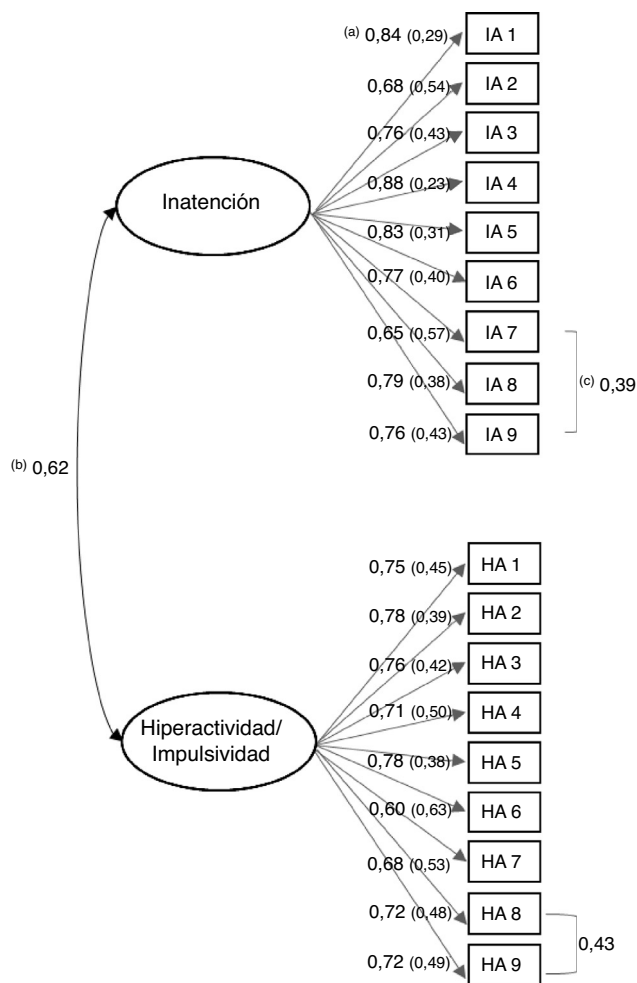 (a) 0,84 (0,29) IA 1
0,68 (0,54) IA 2
0,76 (0,43) IA 3
0,88 (0,23) IA 4
Inatención
0,83 (0,31) IA 5
0,77 (0,40) IA 6
0,65 (0,57) IA 7
0,79 (0,38) IA 8
(c) 0,39
0,76 (0,43) IA 9
(b) 0,62
0,75 (0,45) HA 1
0,78 (0,39) HA 2
0,76 (0,42) HA 3
0,71 (0,50) HA 4
Hiperactividad/
Impulsividad
0,78 (0,38) HA 5
0,60 (0,63) HA 6
0,68 (0,53) HA 7
0,72 (0,48) HA 8
0,43
0,72 (0,49) HA 9